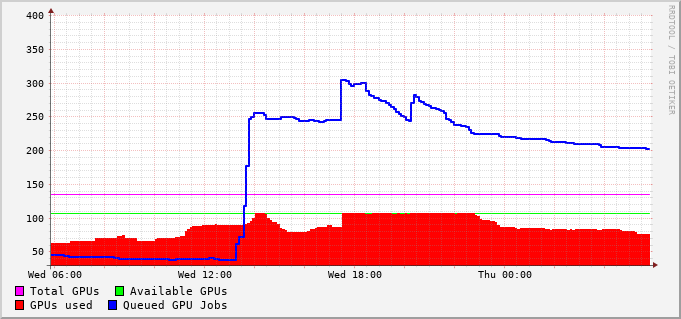 400
350
300
250
200
150
100
50
Wed 06:00 Wed 12:00 Wed 18:00 Thu 00:00
Total GPUs Available GPUs
GPUs used Queued GPU Jobs
RRDTOOL / TOBI OETIKER